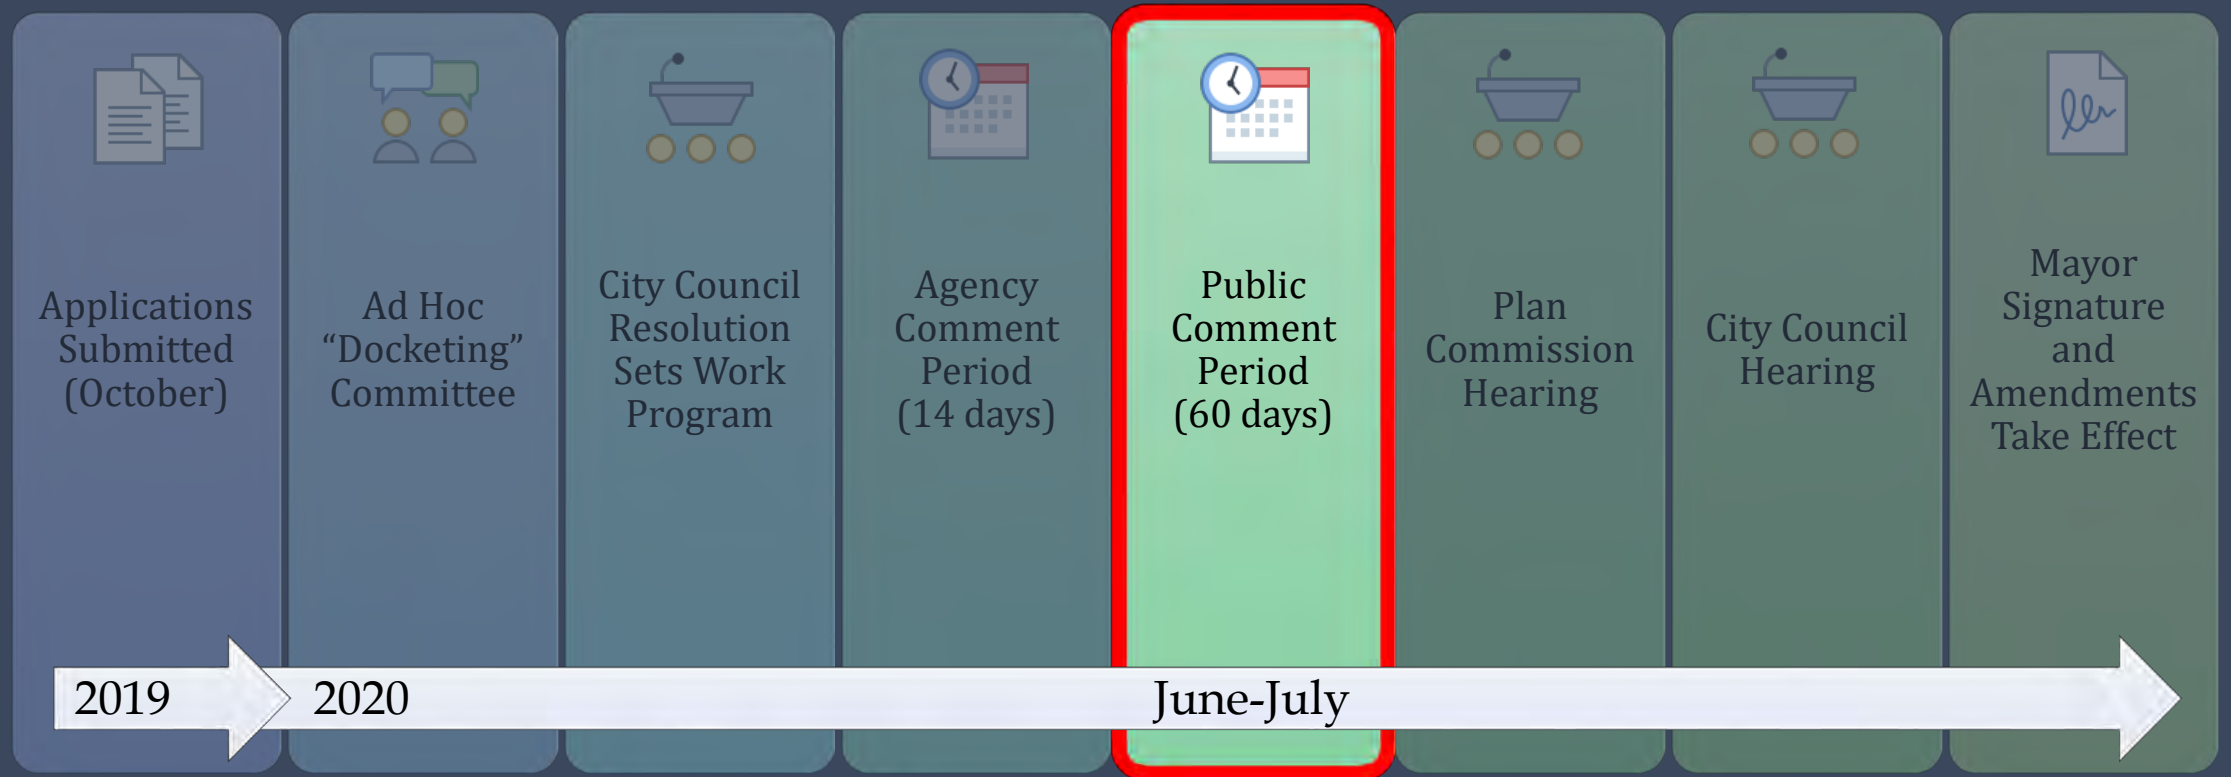 Applications
Submitted
(October)
Ad Hoc
“Docketing”
Committee
City Council
Resolution
Sets Work
Program
Agency
Comment
Period
(14 days)
Public
Comment
Period
(60 days)
Plan
Commission
Hearing
City Council
Hearing
Mayor
Signature
and
Amendments
Take Effect
2019
2020
June-July